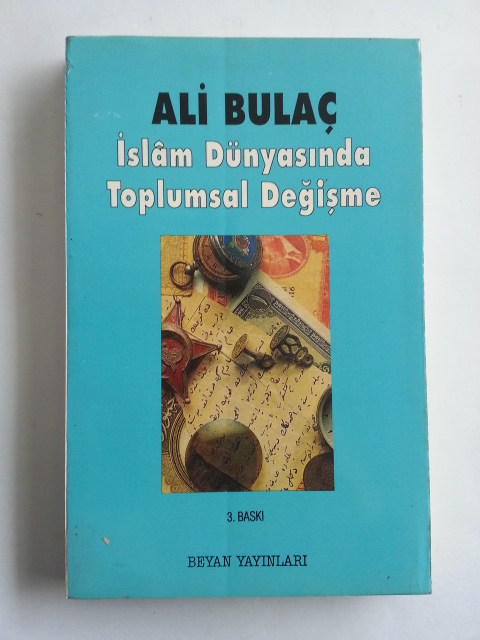 ALİ BULAÇ
İslâm Dünyasında
Toplumsal Değişme
3. BASKI
BEYAN YAYINLARI